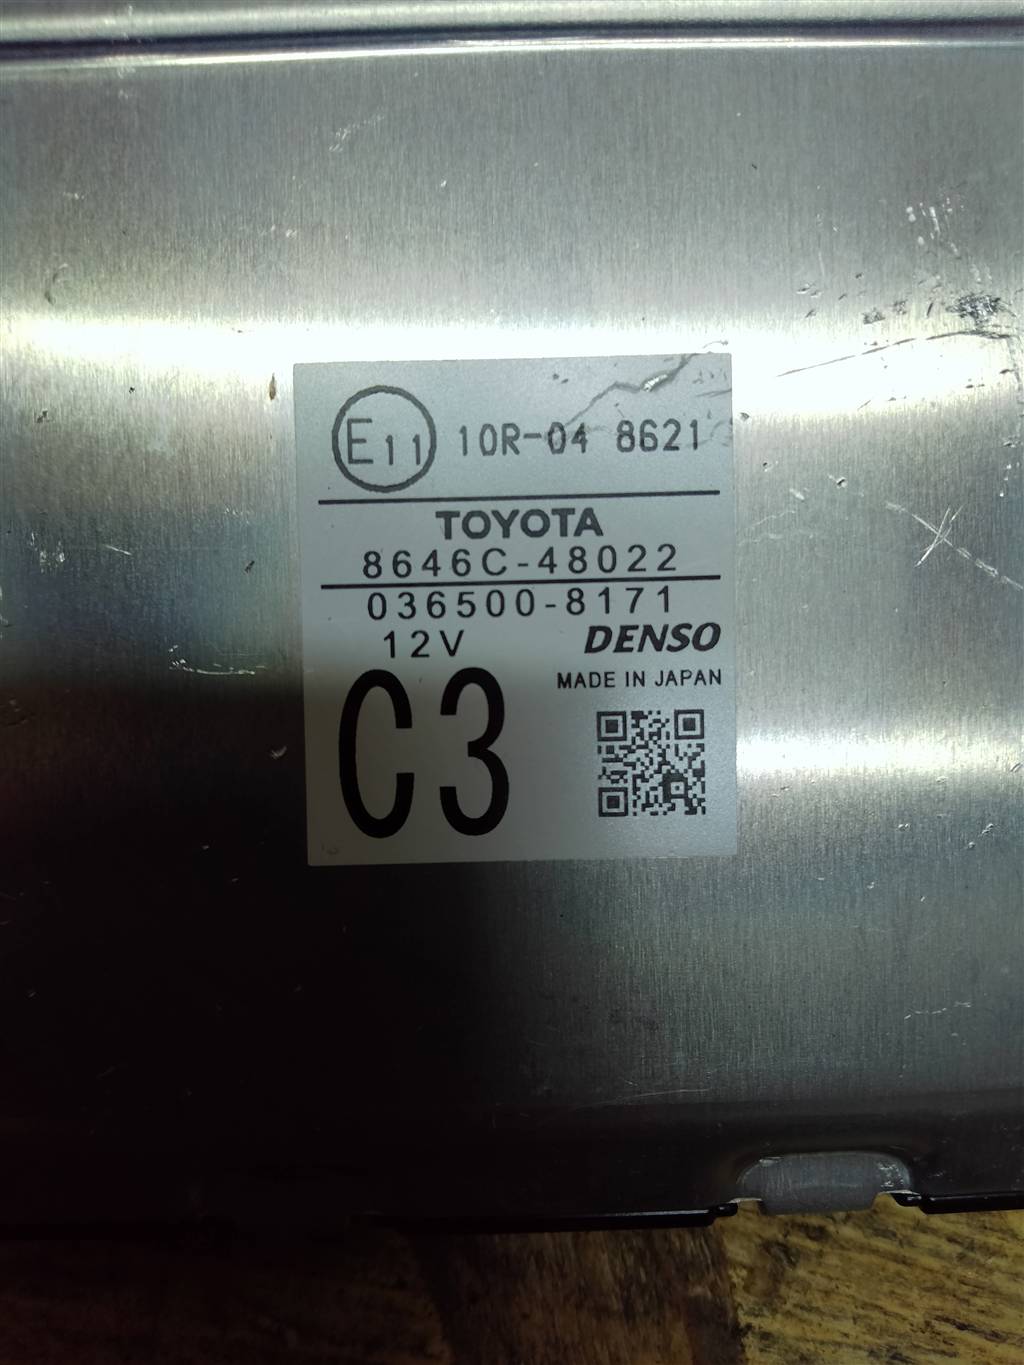 E11 10R-04 8621
TOYOTA
8646C-48022
036500-8171
12V DENSO
MADE IN JAPAN
C3